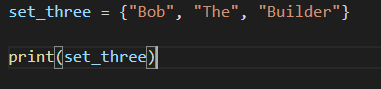 set_three = {"Bob", "The", "Builder"}
print(set_three)